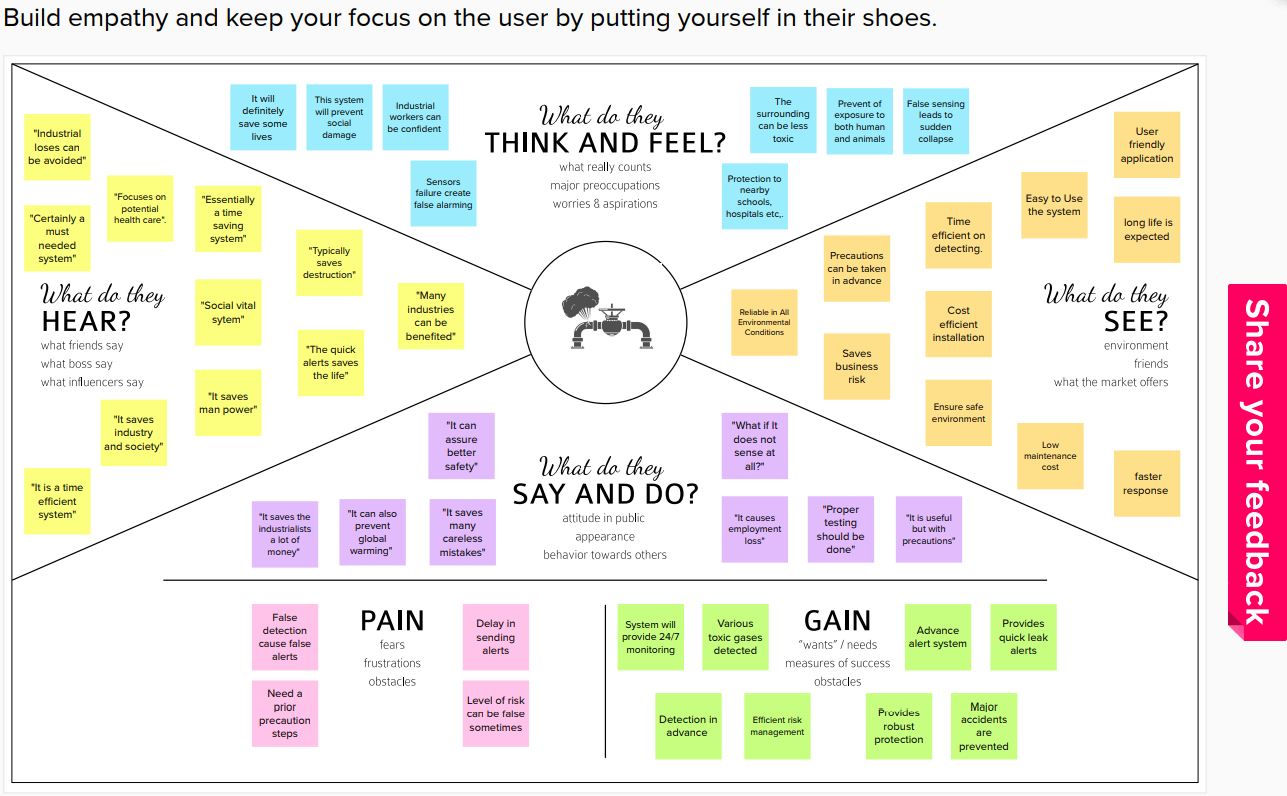 Build empathy and keep your focus on the user by putting yourself in their shoes.
What do they
THINK AND FEEL?
what really counts
major preoccupations
worries & aspirations
It will
definitely
save some
lives
This system
will prevent
social
damage
Industrial
workers can
be confident
Sensors
failure create
false alarming
The
surrounding
can be less
toxic
Prevent of
exposure to
both human
and animals
False sensing
leads to
sudden
collapse
Protection to
nearby
schools,
hospitals etc,.
What do they
HEAR?
what friends say
what boss say
what influencers say
"Industrial
loses can
be avoided"
"Focuses on
potential
health care".
"Essentially
a time
saving
system"
"Certainly a
must
needed
system"
"Typically
saves
destruction"
"Social vital
sytem"
"Many
industries
can be
benefited"
"The quick
alerts saves
the life"
"It saves
man power"
"It saves
industry
and society"
"It is a time
efficient
system"
What do they
SEE?
environment
friends
what the market offers
User
friendly
application
Easy to Use
the system
long life is
expected
Time
efficient on
detecting.
Precautions
can be taken
in advance
Reliable in All
Environmental
Conditions
Cost
efficient
installation
Saves
business
risk
Ensure safe
environment
Low
maintenance
cost
faster
response
What do they
SAY AND DO?
attitude in public
appearance
behavior towards others
"It can
assure
better
safety"
"It saves the
industrialists
a lot of
money"
"It can also
prevent
global
warming"
"It saves
many
careless
mistakes"
"What if It
does not
sense at
all?"
"It causes
employment
loss"
"Proper
testing
should be
done"
"It is useful
but with
precautions"
PAIN
fears
frustrations
obstacles
False
detection
cause false
alerts
Delay in
sending
alerts
Need a
prior
precaution
steps
Level of risk
can be false
sometimes
GAIN
"wants" / needs
measures of success
obstacles
System will
provide 24/7
monitoring
Various
toxic gases
detected
Advance
alert system
Provides
quick leak
alerts
Detection in
advance
Efficient risk
management
Provides
robust
protection
Major
accidents
are
prevented
Share your feedback